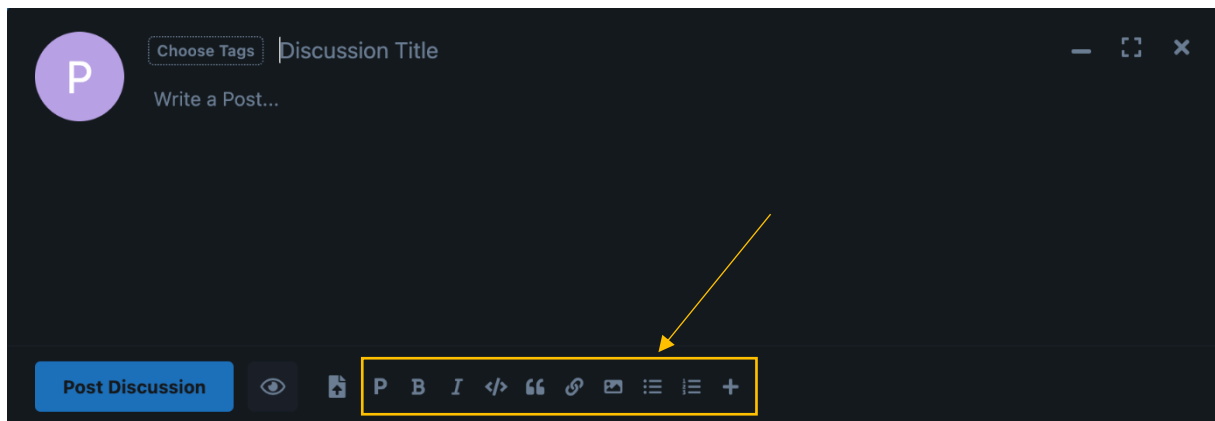 P
Choose Tags Discussion Title
Write a Post...
Post Discussion P B I </>